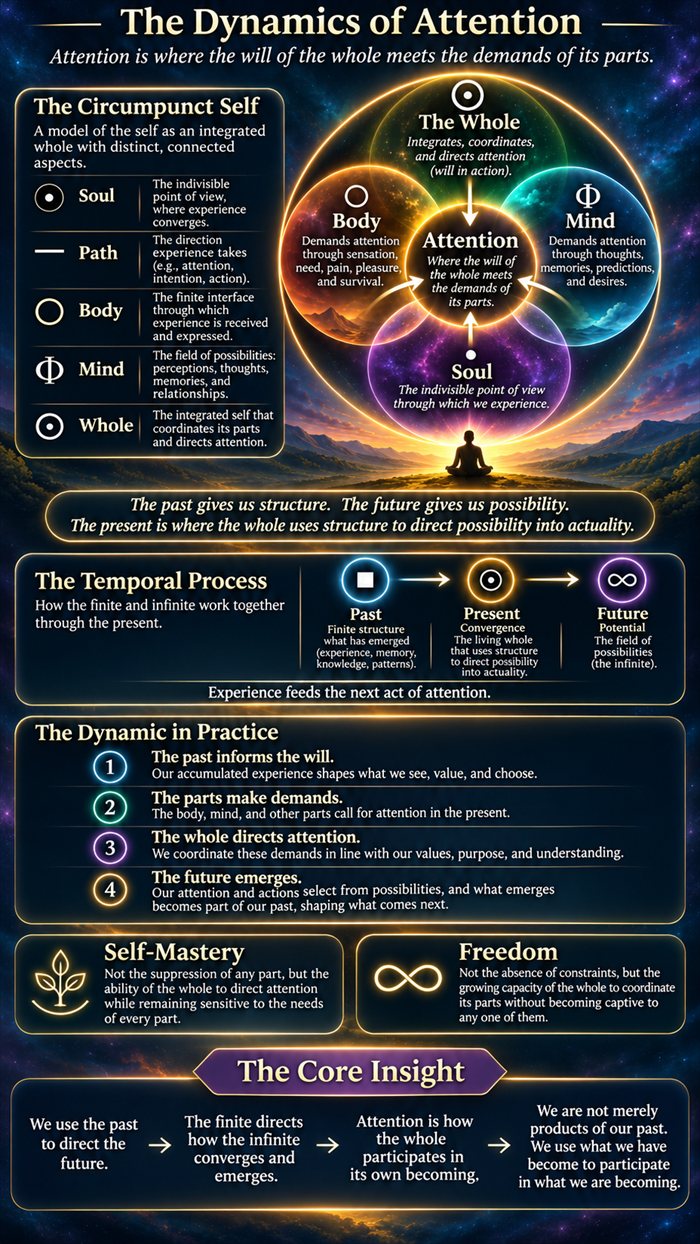 The Dynamics of Attention
Attention is where the will of the whole meets the demands of its parts.
The Circumpunct Self
A model of the self as an integrated
whole with distinct, connected
aspects.
Soul
The indivisible
point of view,
where experience
converges.
Path
The direction
experience takes
(e.g., attention,
intention, action).
Body
The finite interface
through which
experience is received
and expressed.
Φ
Mind
The field of possibilities:
perceptions, thoughts,
memories, and
relationships.
Whole
The integrated self that
coordinates its parts
and directs attention.
The Whole
Integrates, coordinates,
and directs attention
(will in action).
Body
Demands attention
through sensation,
need, pain, pleasure,
and survival.
Attention
Where the will of
the whole meets
the demands of
its parts.
Φ
Mind
Demands attention
through thoughts,
memories, predictions,
and desires.
Soul
The indivisible point of view
through which we experience.
The past gives us structure. The future gives us possibility.
The present is where the whole uses structure to direct possibility into actuality.
The Temporal Process
How the finite and infinite work together
through the present.
Past
Finite structure
what has emerged
(experience, memory,
knowledge, patterns).
Present
Convergence
The living whole
that uses structure
to direct possibility
into actuality.
∞
Future
Potential
The field of
possibilities
(the infinite).
Experience feeds the next act of attention.
The Dynamic in Practice
1
The past informs the will.
Our accumulated experience shapes what we see, value, and choose.
2
The parts make demands.
The body, mind, and other parts call for attention in the present.
3
The whole directs attention.
We coordinate these demands in line with our values, purpose, and understanding.
4
The future emerges.
Our attention and actions select from possibilities, and what emerges
becomes part of our past, shaping what comes next.
Self-Mastery
Not the suppression of any part, but the
ability of the whole to direct attention
while remaining sensitive to the needs
of every part.
∞
Freedom
Not the absence of constraints, but the
growing capacity of the whole to coordinate
its parts without becoming captive to
any one of them.
The Core Insight
We use the past
to direct the
future.
→
The finite directs
how the infinite
converges and
emerges.
→
Attention is how
the whole
participates in
its own becoming,
→
We are not merely
products of our past.
We use what we have
become to participate
in what we are becoming.